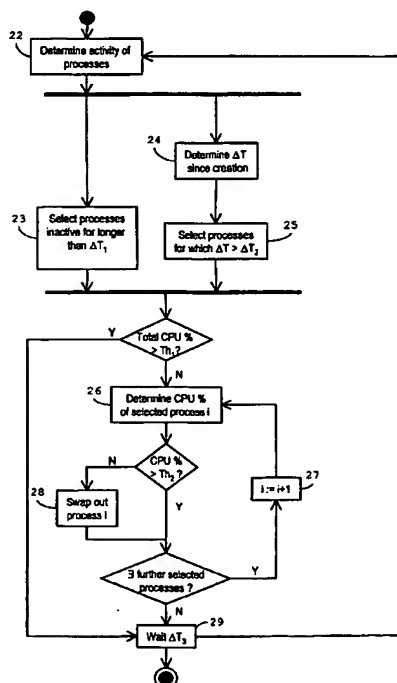 22
Determine activity of
processes
24
Determine ΔT
since creation
23
Select processes
inactive for longer
than ΔT₁
25
Select processes
for which ΔT > ΔT₂
Y
Total CPU %
> Th₁?
N
26
Determine CPU %
of selected process i
N
CPU %
> Th₂?
Y
27
i := i+1
28
Swap out
process i
∃ further selected
processes ?
Y
N
29
Wait ΔT₃